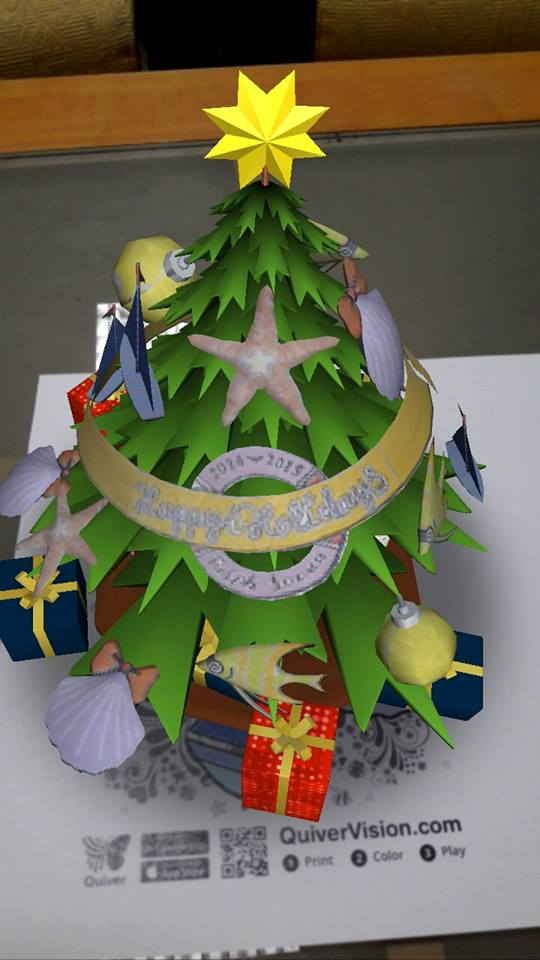 2014 2015
Happy Holidays
QuiverVision.com
Quiver
1 Print 2 Color 3 Play